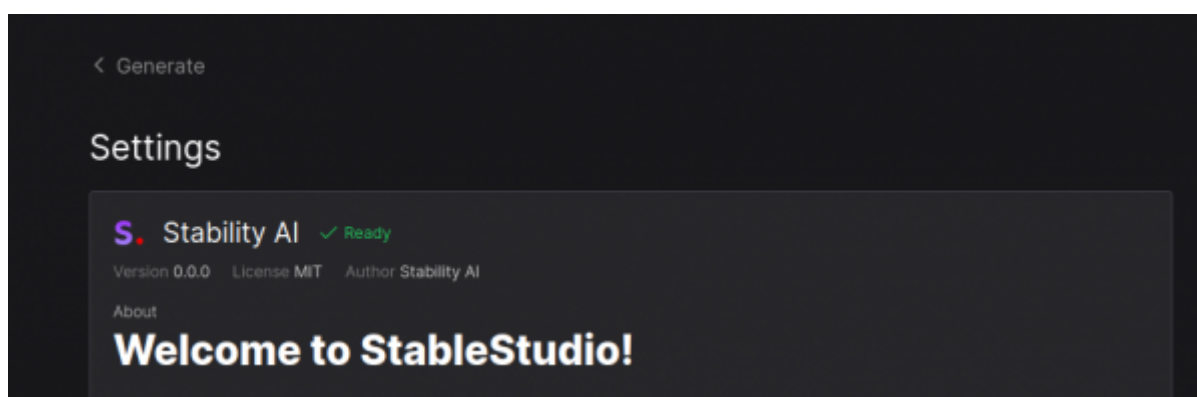 Generate
Settings
S. Stability AI Ready
Version 0.0.0 License MIT Author Stability AI
About
Welcome to StableStudio!